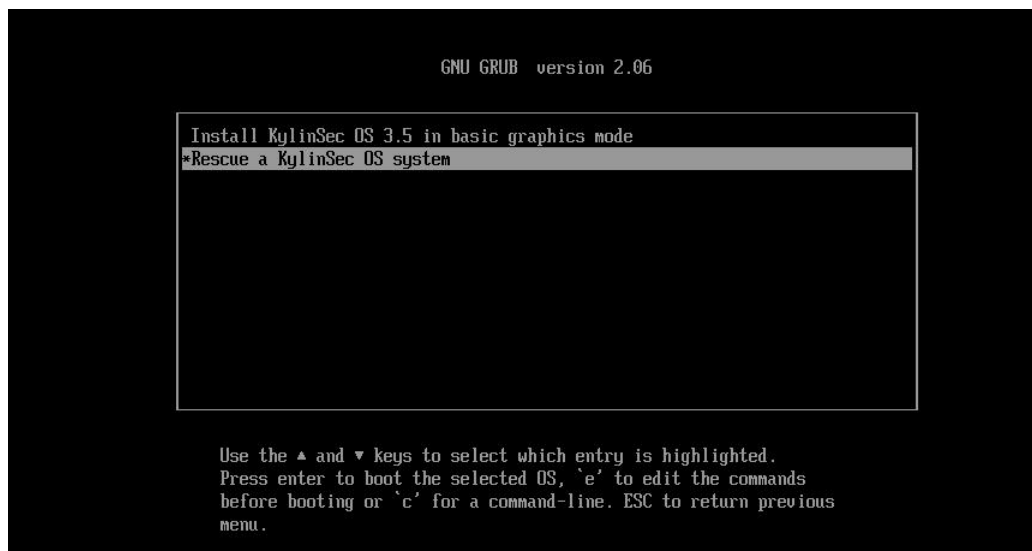 GNU GRUB version 2.06
Install KylinSec OS 3.5 in basic graphics mode
*Rescue a KylinSec OS system
Use the ▲ and ▼ keys to select which entry is highlighted.
Press enter to boot the selected OS, `e' to edit the commands
before booting or `c' for a command-line. ESC to return previous
menu.